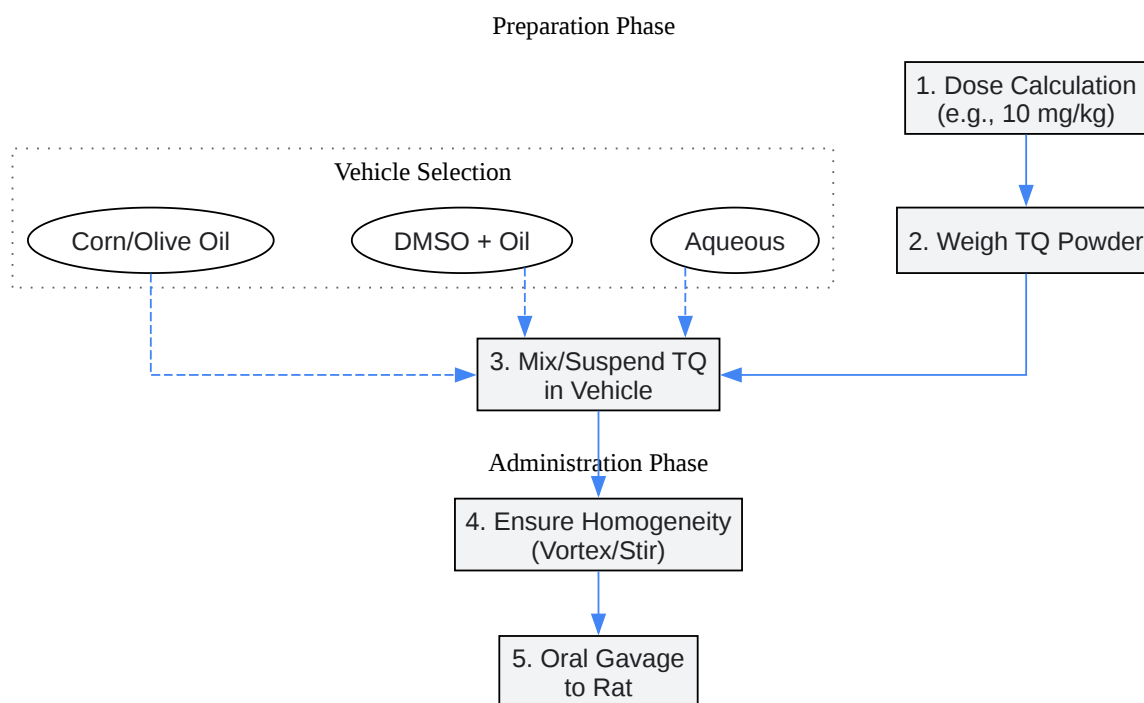 Preparation Phase
1. Dose Calculation
(e.g., 10 mg/kg)
Vehicle Selection
Corn/Olive Oil
DMSO + Oil
Aqueous
2. Weigh TQ Powder
3. Mix/Suspend TQ
in Vehicle
Administration Phase
4. Ensure Homogeneity
(Vortex/Stir)
5. Oral Gavage
to Rat